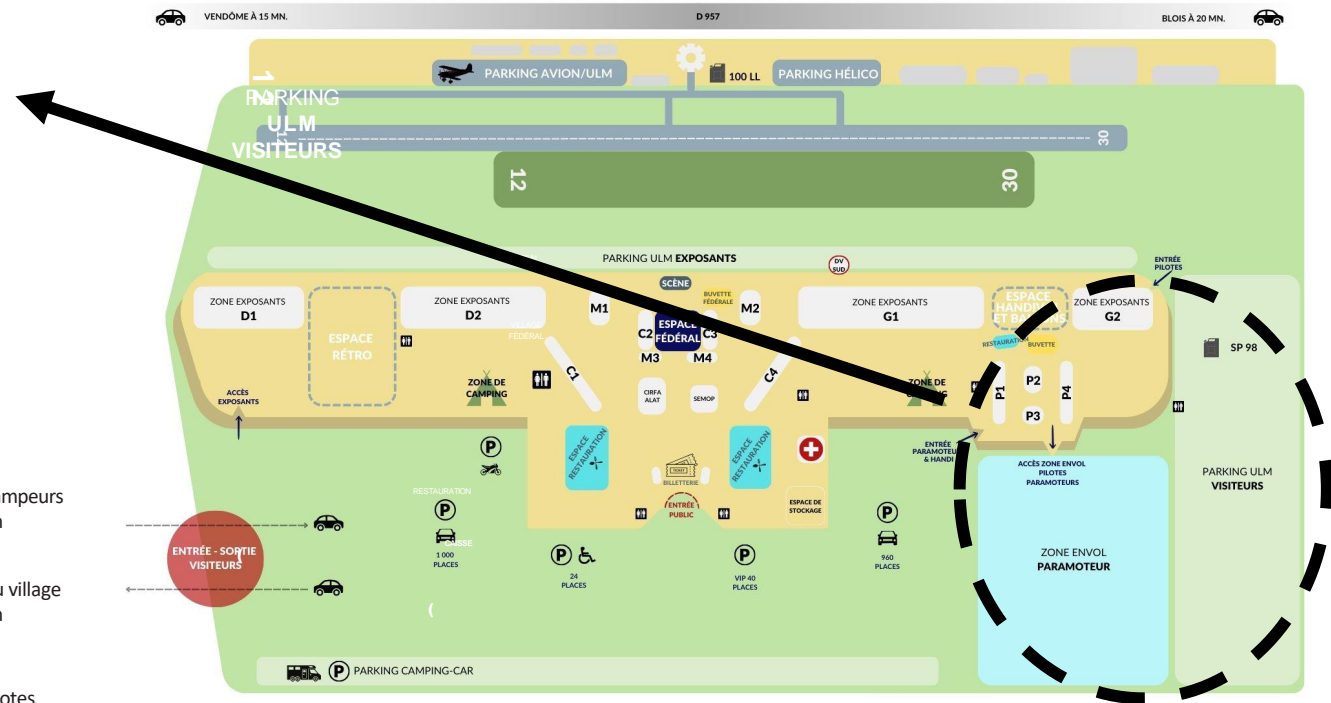 VENDÔME À 15 MN.
D 957
BLOIS À 20 MN.
PARKING AVION/ULM
100 LL
PARKING HÉLICO
12
PARKING
ULM
VISITEURS
12
30
12
30
PARKING ULM EXPOSANTS
DV
SUD
ENTRÉE
PILOTES
SCÈNE
ZONE EXPOSANTS
D1
ESPACE
RÉTRO
ZONE EXPOSANTS
D2
M1
BUVETTE
FÉDÉRALE
M2
ZONE EXPOSANTS
G1
ZONE EXPOSANTS
G2
FÉDÉRAL
C2
ESPACE
FÉDÉRAL
C3
M3
M4
RESTAURATION
BUVETTE
SP 98
C1
C4
ZONE DE
CAMPING
CIRFA
ALAT
SEMOP
ZONE DE
CAMPING
P1
P2
P3
P4
ACCÈS
EXPOSANTS
ESPACE
RESTAURATION
ESPACE
RESTAURATION
TICKET
BILLETTERIE
ENTRÉE
PUBLIC
ESPACE DE
STOCKAGE
ENTRÉE
PARAMOTEUR
& HANDI
ACCÈS ZONE ENVOL
PILOTES
PARAMOTEURS
PARKING ULM
VISITEURS
P
RESTAURATION
P
1 000
PLACES
P
24
PLACES
P
VIP 40
PLACES
P
960
PLACES
ZONE ENVOL
PARAMOTEUR
ENTRÉE - SORTIE
VISITEURS
P PARKING CAMPING-CAR